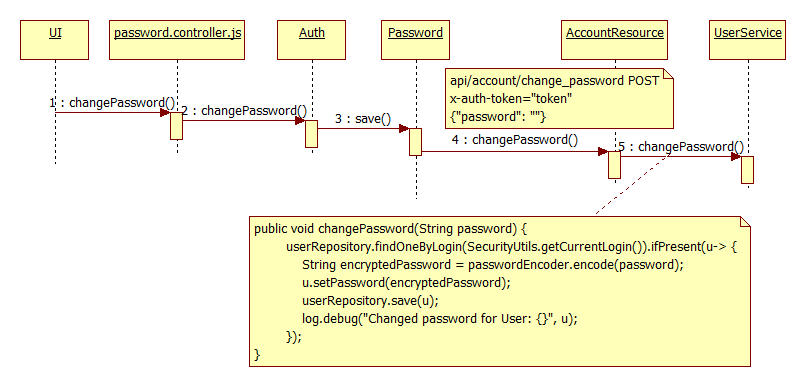 UI
password.controller.js
Auth
Password
AccountResource
UserService
api/account/change_password POST
x-auth-token="token"
{"password": ""}
1 : changePassword()
2 : changePassword()
3 : save()
4 : changePassword()
5 : changePassword()
public void changePassword(String password) {
userRepository.findOneByLogin(SecurityUtils.getCurrentLogin()).ifPresent(u-> {
String encryptedPassword = passwordEncoder.encode(password);
u.setPassword(encryptedPassword);
userRepository.save(u);
log.debug("Changed password for User: {}", u);
});
}